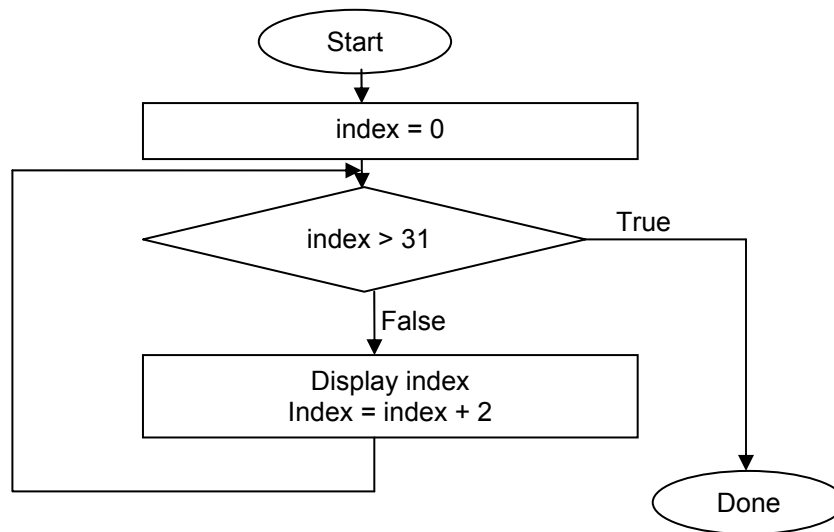 Start
index = 0
index > 31
True
False
Display index
Index = index + 2
Done